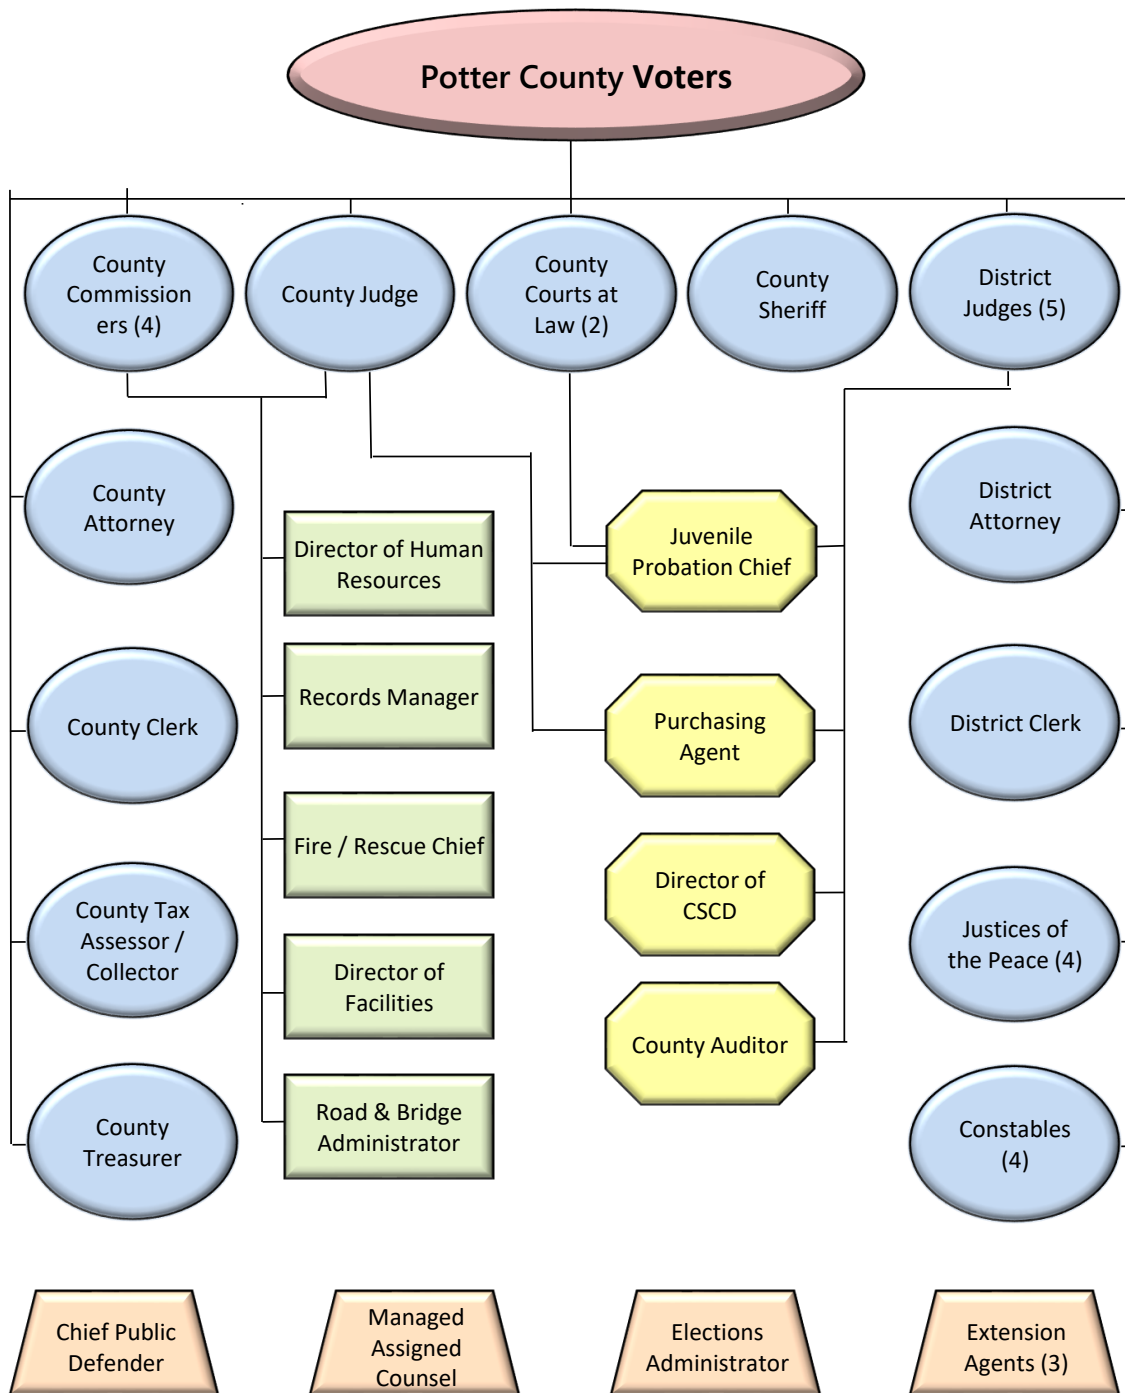 Potter County Voters
County
Commission
ers (4)
County Judge
County
Courts at
Law (2)
County
Sheriff
District
Judges (5)
County
Attorney
Director of Human
Resources
Juvenile
Probation Chief
District
Attorney
County Clerk
Records Manager
Purchasing
Agent
District Clerk
Fire / Rescue Chief
County Tax
Assessor /
Collector
Director of
Facilities
Director of
CSCD
Justices of
the Peace (4)
County Auditor
County
Treasurer
Road & Bridge
Administrator
Constables
(4)
Chief Public
Defender
Managed
Assigned
Counsel
Elections
Administrator
Extension
Agents (3)